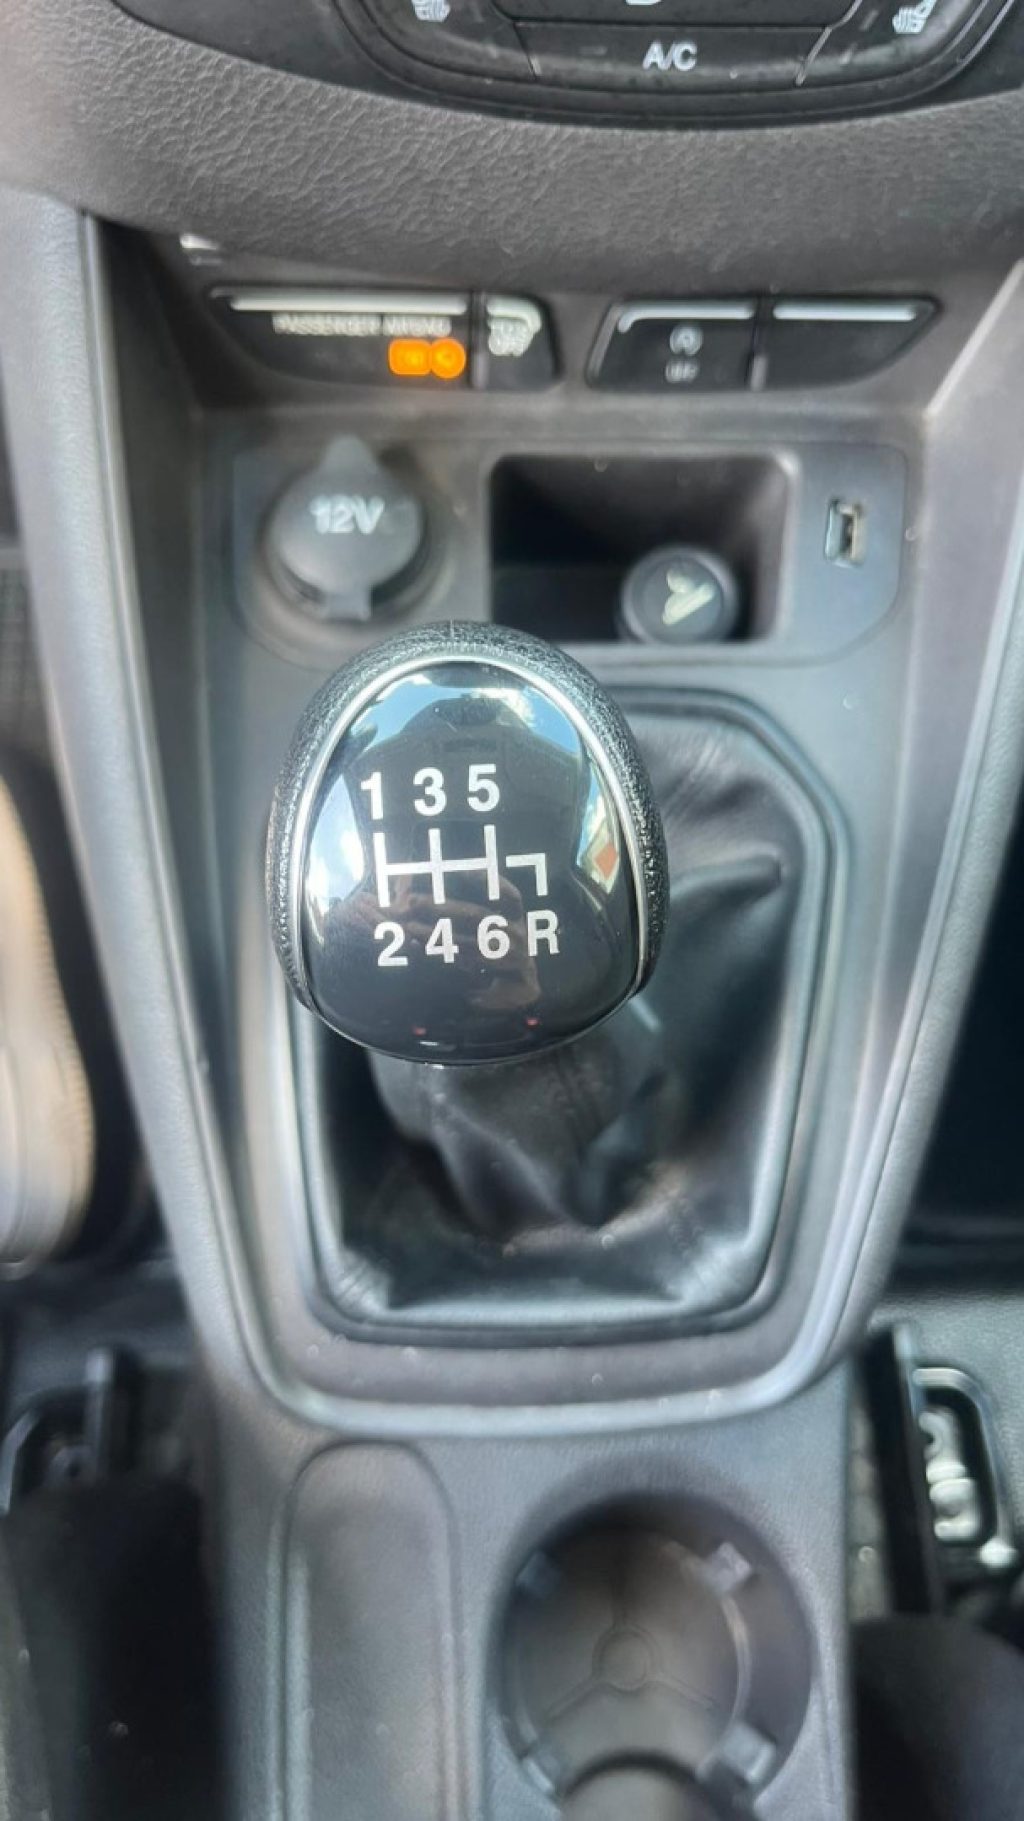 A/C
PASSENGER AIRBAG
OFF
12V
1 3 5
2 4 6 R